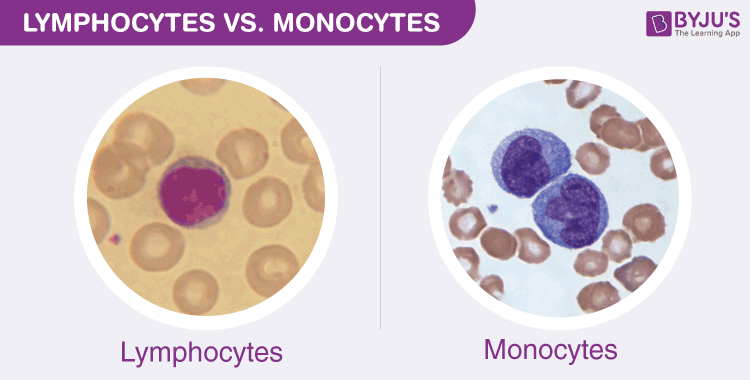 LYMPHOCYTES VS. MONOCYTES
BYJU'S
The Learning App
Lymphocytes
Monocytes